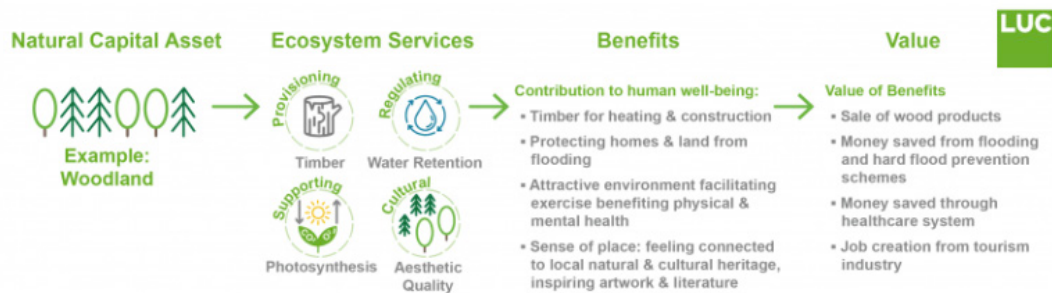 LUC
Natural Capital Asset
Ecosystem Services
Benefits
Value
Example:
Woodland
Provisioning
Timber
Regulating
Water Retention
Supporting
CO₂ O₂
Photosynthesis
Cultural
Aesthetic
Quality
Contribution to human well-being:
▪ Timber for heating & construction
▪ Protecting homes & land from
flooding
▪ Attractive environment facilitating
exercise benefiting physical &
mental health
▪ Sense of place: feeling connected
to local natural & cultural heritage,
inspiring artwork & literature
Value of Benefits
▪ Sale of wood products
▪ Money saved from flooding
and hard flood prevention
schemes
▪ Money saved through
healthcare system
▪ Job creation from tourism
industry